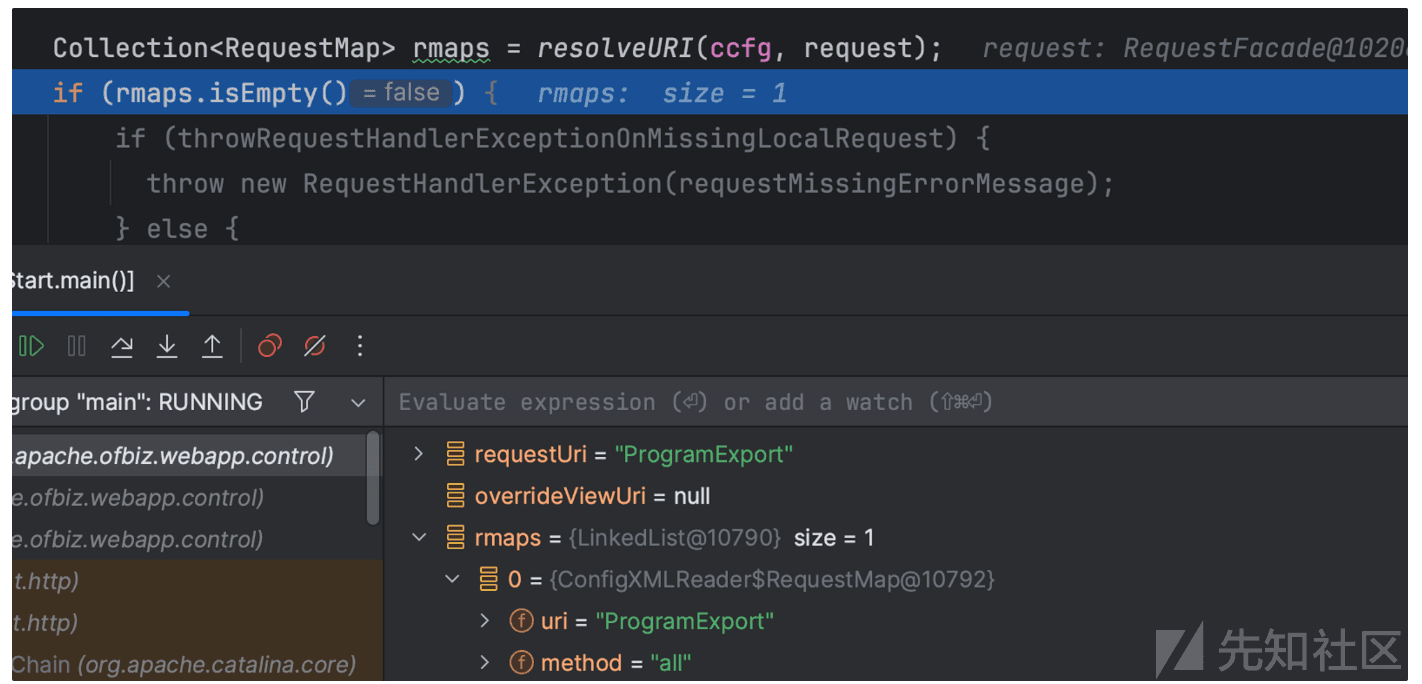 Collection<RequestMap> rmaps = resolveURI(ccfg, request);   request: RequestFacade@1020
if (rmaps.isEmpty() = false ) {   rmaps:  size = 1
if (throwRequestHandlerExceptionOnMissingLocalRequest) {
throw new RequestHandlerException(requestMissingErrorMessage);
} else {
Start.main()] ×
group "main": RUNNING
Evaluate expression (⏎) or add a watch (⇧⌘⏎)
.apache.ofbiz.webapp.control)
e.ofbiz.webapp.control)
e.ofbiz.webapp.control)
t.http)
t.http)
Chain (org.apache.catalina.core)
requestUri = "ProgramExport"
overrideViewUri = null
rmaps = {LinkedList@10790}  size = 1
0 = {ConfigXMLReader$RequestMap@10792}
f uri = "ProgramExport"
f method = "all"
先知社区